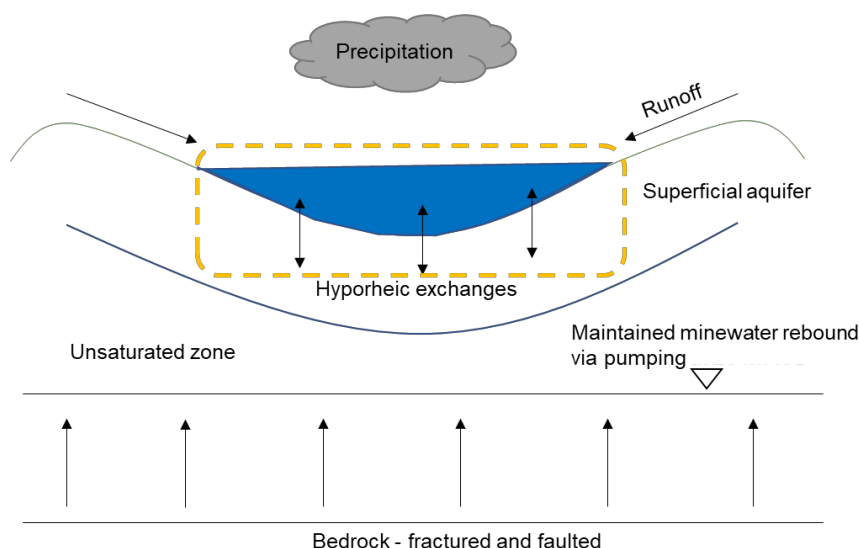 Precipitation
Runoff
Superficial aquifer
Hyporheic exchanges
Unsaturated zone
Maintained minewater rebound
via pumping
Bedrock - fractured and faulted